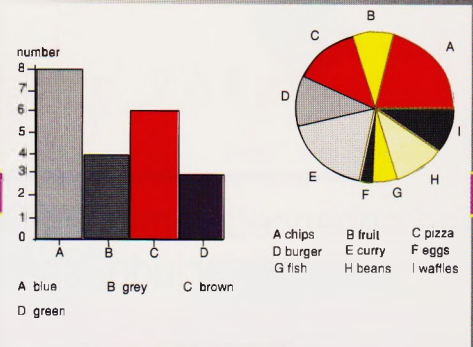 number
8
7
6
5
4
3
2
1
0
A B C D
A blue B grey C brown
D green
A
B
C
D
E
F
G
H
I
A chips B fruit C pizza
D burger E curry F eggs
G fish H beans I waffles